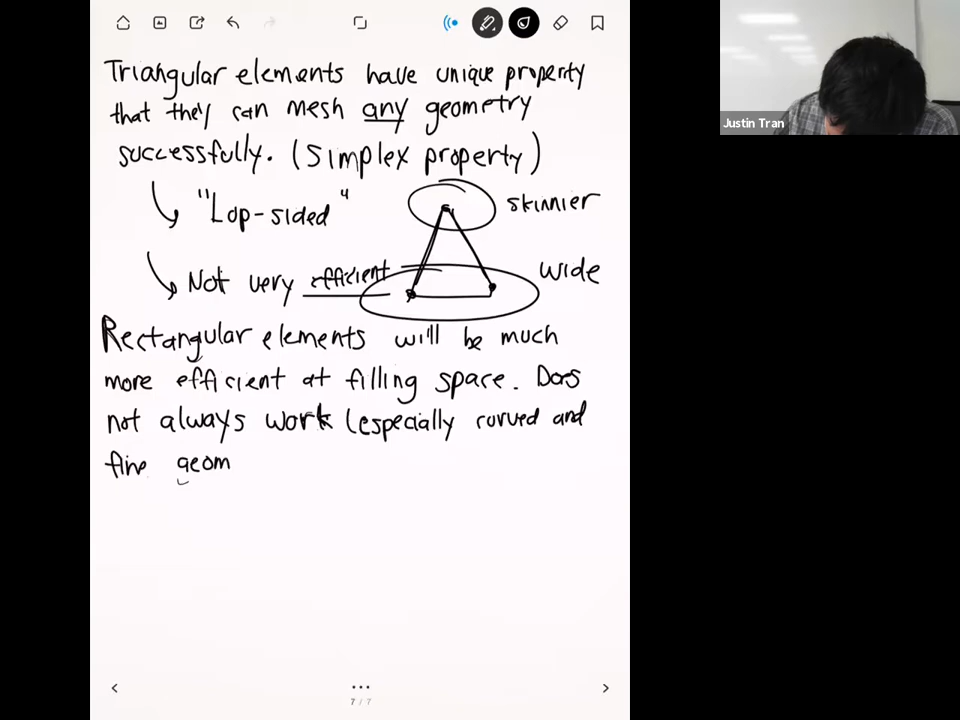 Triangular elements have unique property
that they can mesh any geometry
successfully. (Simplex property)
"Lop-sided"
skinnier
Not very efficient
wide
Rectangular elements will be much
more efficient at filling space. Does
not always work (especially curved and
fine geom
7 / 7
Justin Tran